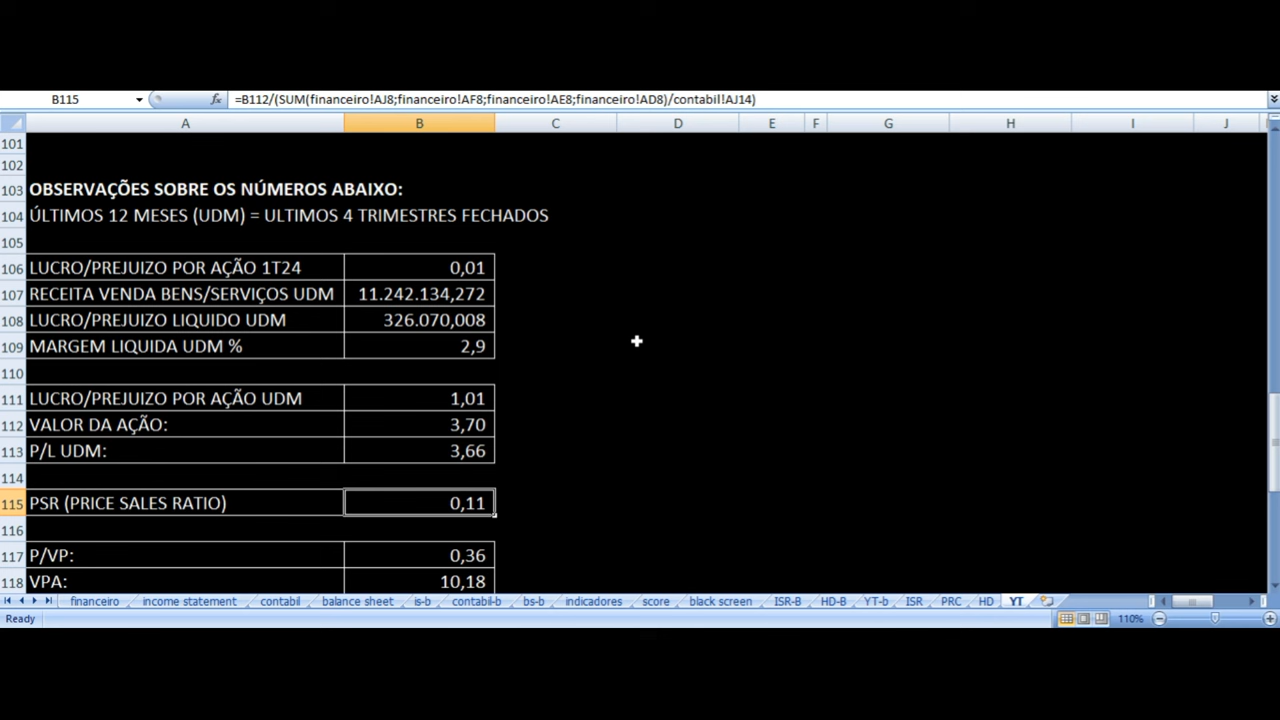 B115 fx =B112/(SUM(financeiro!AJ8;financeiro!AF8;financeiro!AE8;financeiro!AD8)/contabil!AJ14)
A B C D E F G H I J
101
102
103 OBSERVAÇÕES SOBRE OS NÚMEROS ABAIXO:
104 ÚLTIMOS 12 MESES (UDM) = ULTIMOS 4 TRIMESTRES FECHADOS
105
106 LUCRO/PREJUIZO POR AÇÃO 1T24 0,01
107 RECEITA VENDA BENS/SERVIÇOS UDM 11.242.134,272
108 LUCRO/PREJUIZO LIQUIDO UDM 326.070,008
109 MARGEM LIQUIDA UDM % 2,9
110
111 LUCRO/PREJUIZO POR AÇÃO UDM 1,01
112 VALOR DA AÇÃO: 3,70
113 P/L UDM: 3,66
114
115 PSR (PRICE SALES RATIO) 0,11
116
117 P/VP: 0,36
118 VPA: 10,18
financeiro income statement contabil balance sheet is-b contabil-b bs-b indicadores score black screen ISR-B HD-B YT-b ISR PRC HD YT
Ready 110%